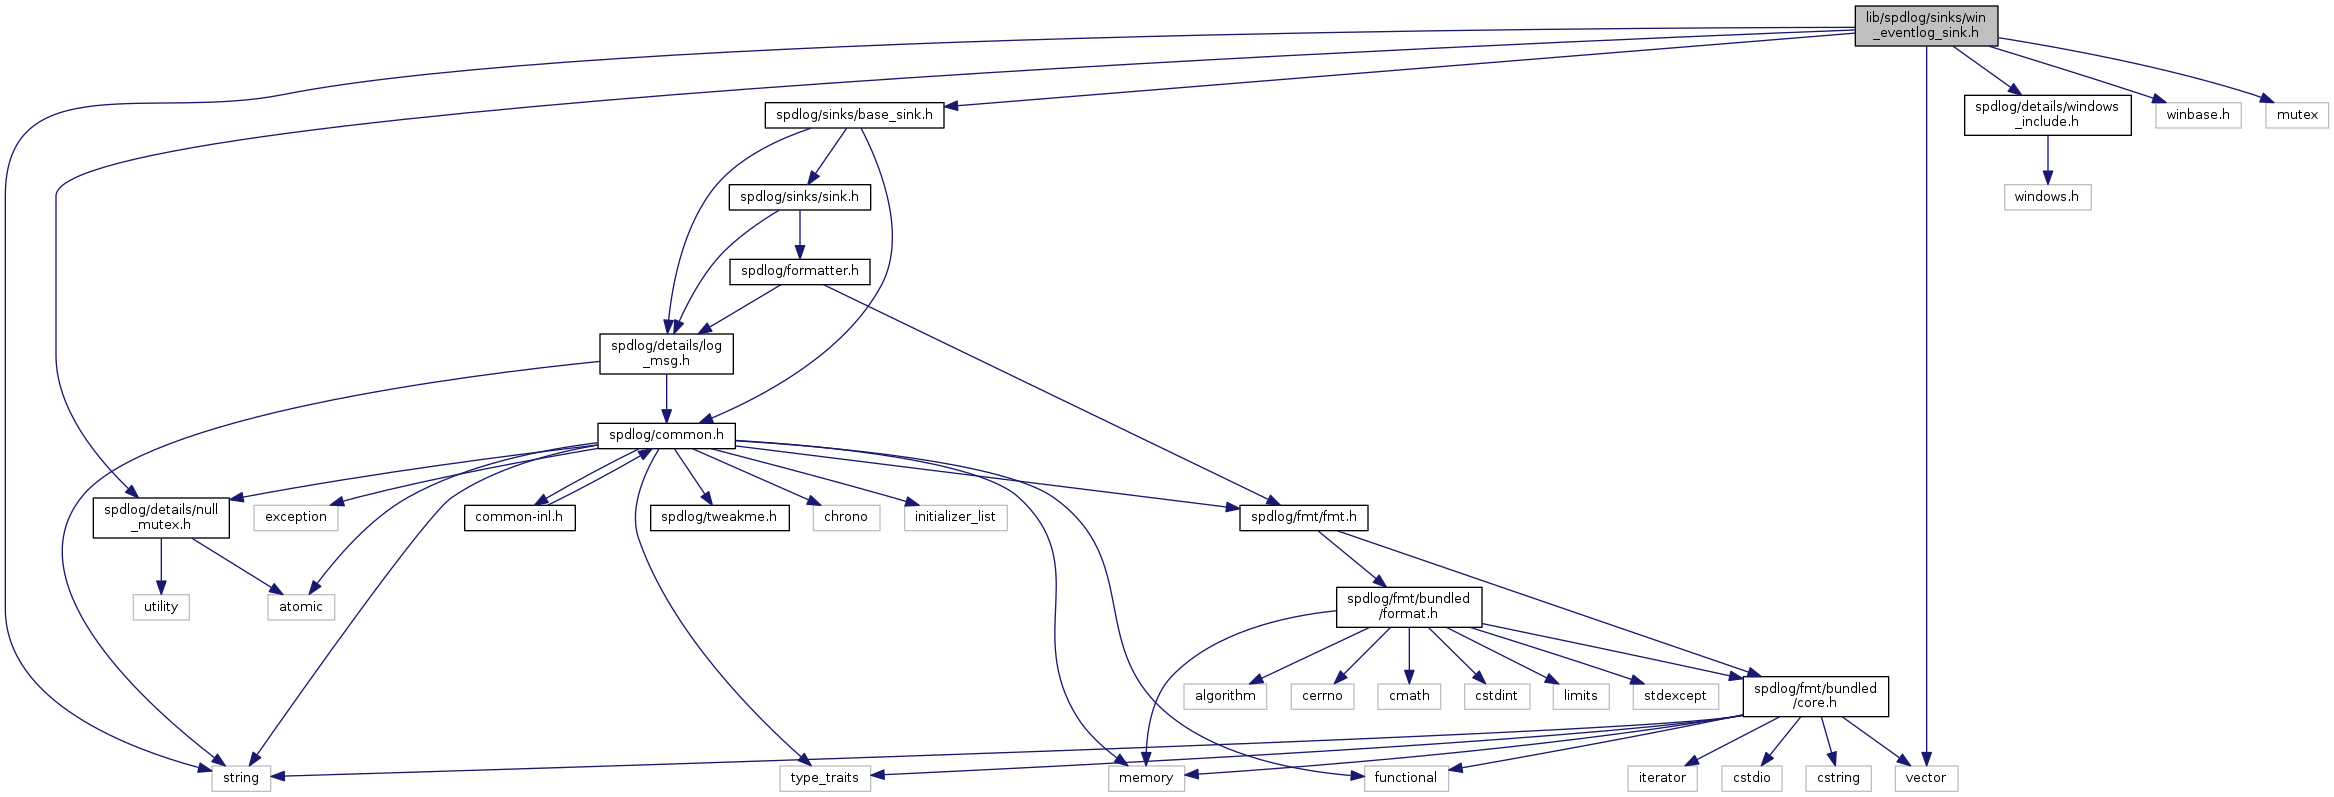 lib/spdlog/sinks/win
_eventlog_sink.h
spdlog/sinks/base_sink.h
spdlog/details/windows
_include.h
winbase.h
mutex
spdlog/sinks/sink.h
windows.h
spdlog/formatter.h
spdlog/details/log
_msg.h
spdlog/common.h
spdlog/details/null
_mutex.h
exception
common-inl.h
spdlog/tweakme.h
chrono
initializer_list
spdlog/fmt/fmt.h
utility
atomic
spdlog/fmt/bundled
/format.h
algorithm
cerrno
cmath
cstdint
limits
stdexcept
spdlog/fmt/bundled
/core.h
string
type_traits
memory
functional
iterator
cstdio
cstring
vector